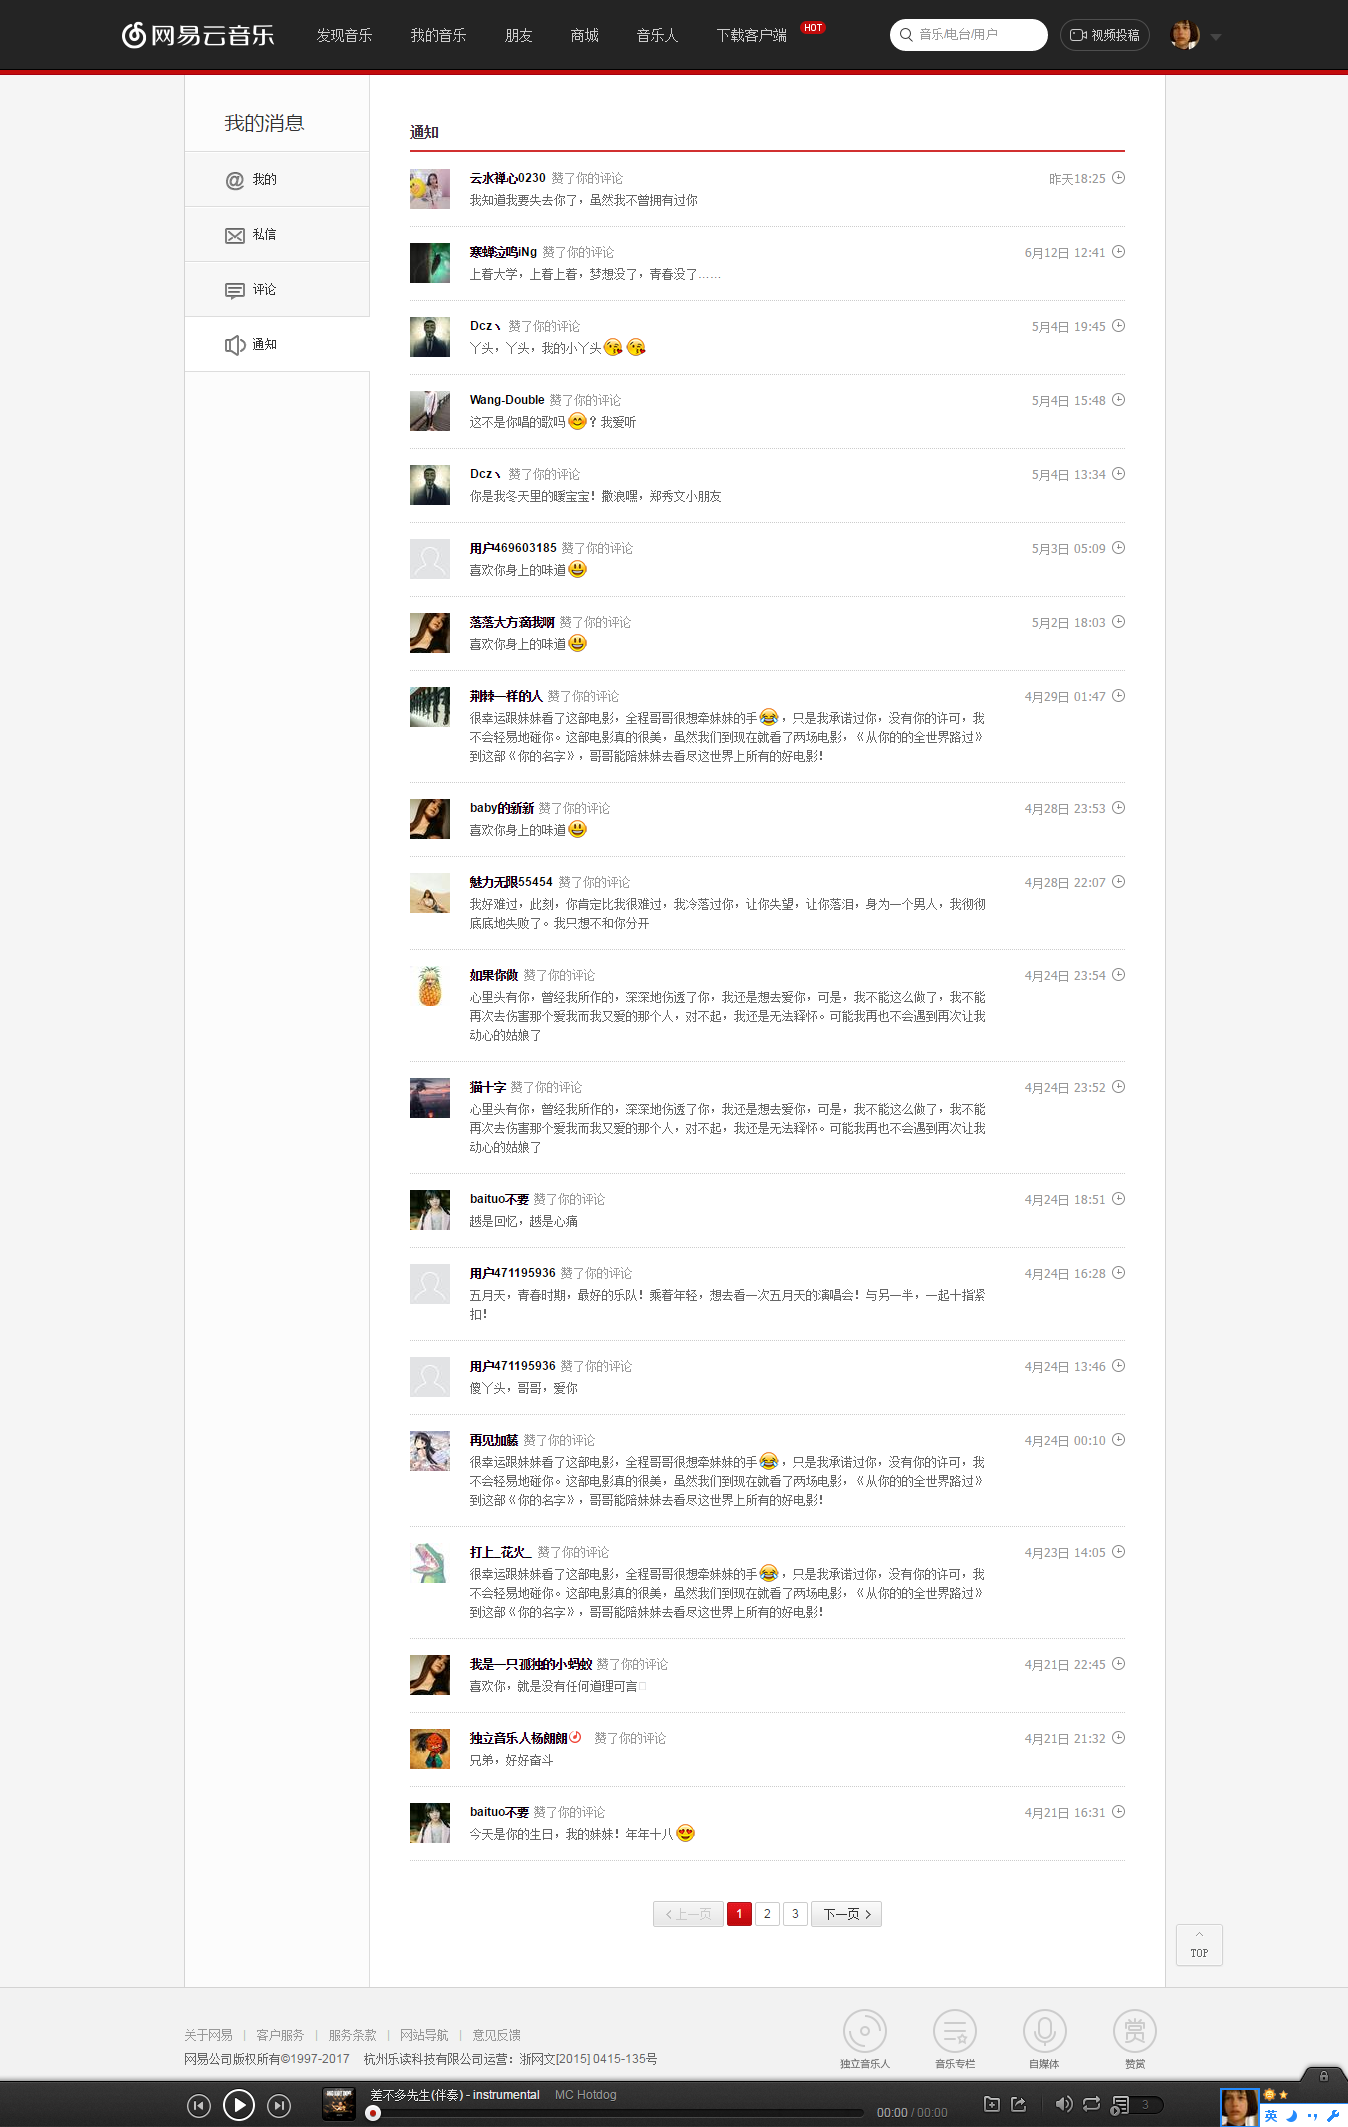 网易云音乐 发现音乐 我的音乐 朋友 商城 音乐人 下载客户端 HOT 音乐/电台/用户 视频投稿
我的消息
我的
私信
评论
通知
通知
云水禅心0230 赞了你的评论 昨天18:25
我知道我要失去你了，虽然我不曾拥有过你
寒蝉泣鸣iNg 赞了你的评论 6月12日 12:41
上着大学，上着上着，梦想没了，青春没了……
Dcz丶 赞了你的评论 5月4日 19:45
丫头，丫头，我的小丫头😘😘
Wang-Double 赞了你的评论 5月4日 15:48
这不是你唱的歌吗😊？我爱听
Dcz丶 赞了你的评论 5月4日 13:34
你是我冬天里的暖宝宝！撒浪嘿，郑秀文小朋友
用户469603185 赞了你的评论 5月3日 05:09
喜欢你身上的味道😃
落落大方滴我啊 赞了你的评论 5月2日 18:03
喜欢你身上的味道😃
荆棘一样的人 赞了你的评论 4月29日 01:47
很幸运跟妹妹看了这部电影，全程哥哥很想牵妹妹的手😂，只是我承诺过你，没有你的许可，我
不会轻易地碰你。这部电影真的很美，虽然我们到现在就看了两场电影，《从你的的全世界路过》
到这部《你的名字》，哥哥能陪妹妹去看尽这世界上所有的好电影！
baby的新新 赞了你的评论 4月28日 23:53
喜欢你身上的味道😃
魅力无限55454 赞了你的评论 4月28日 22:07
我好难过，此刻，你肯定比我很难过，我冷落过你，让你失望，让你落泪，身为一个男人，我彻彻
底底地失败了。我只想不和你分开
如果你做 赞了你的评论 4月24日 23:54
心里头有你，曾经我所作的，深深地伤透了你，我还是想去爱你，可是，我不能这么做了，我不能
再次去伤害那个爱我而我又爱的那个人，对不起，我还是无法释怀。可能我再也不会遇到再次让我
动心的姑娘了
猫十字 赞了你的评论 4月24日 23:52
心里头有你，曾经我所作的，深深地伤透了你，我还是想去爱你，可是，我不能这么做了，我不能
再次去伤害那个爱我而我又爱的那个人，对不起，我还是无法释怀。可能我再也不会遇到再次让我
动心的姑娘了
baituo不要 赞了你的评论 4月24日 18:51
越是回忆，越是心痛
用户471195936 赞了你的评论 4月24日 16:28
五月天，青春时期，最好的乐队！乘着年轻，想去看一次五月天的演唱会！与另一半，一起十指紧
扣！
用户471195936 赞了你的评论 4月24日 13:46
傻丫头，哥哥，爱你
再见加藤 赞了你的评论 4月24日 00:10
很幸运跟妹妹看了这部电影，全程哥哥很想牵妹妹的手😂，只是我承诺过你，没有你的许可，我
不会轻易地碰你。这部电影真的很美，虽然我们到现在就看了两场电影，《从你的的全世界路过》
到这部《你的名字》，哥哥能陪妹妹去看尽这世界上所有的好电影！
打上_花火_ 赞了你的评论 4月23日 14:05
很幸运跟妹妹看了这部电影，全程哥哥很想牵妹妹的手😂，只是我承诺过你，没有你的许可，我
不会轻易地碰你。这部电影真的很美，虽然我们到现在就看了两场电影，《从你的的全世界路过》
到这部《你的名字》，哥哥能陪妹妹去看尽这世界上所有的好电影！
我是一只孤独的小蚂蚁 赞了你的评论 4月21日 22:45
喜欢你，就是没有任何道理可言
独立音乐人杨朗朗 赞了你的评论 4月21日 21:32
兄弟，好好奋斗
baituo不要 赞了你的评论 4月21日 16:31
今天是你的生日，我的妹妹！年年十八😍
上一页 1 2 3 下一页
TOP
关于网易 | 客户服务 | 服务条款 | 网站导航 | 意见反馈
网易公司版权所有©1997-2017 杭州乐读科技有限公司运营：浙网文[2015] 0415-135号
独立音乐人 音乐专栏 自媒体 赏 赞赏
差不多先生(伴奏) - instrumental MC Hotdog
00:00 / 00:00 3
英